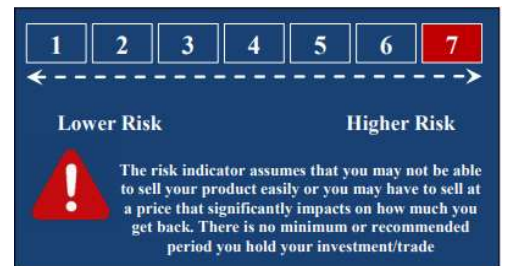 1 2 3 4 5 6 7
Lower Risk Higher Risk
The risk indicator assumes that you may not be able
to sell your product easily or you may have to sell at
a price that significantly impacts on how much you
get back. There is no minimum or recommended
period you hold your investment/trade